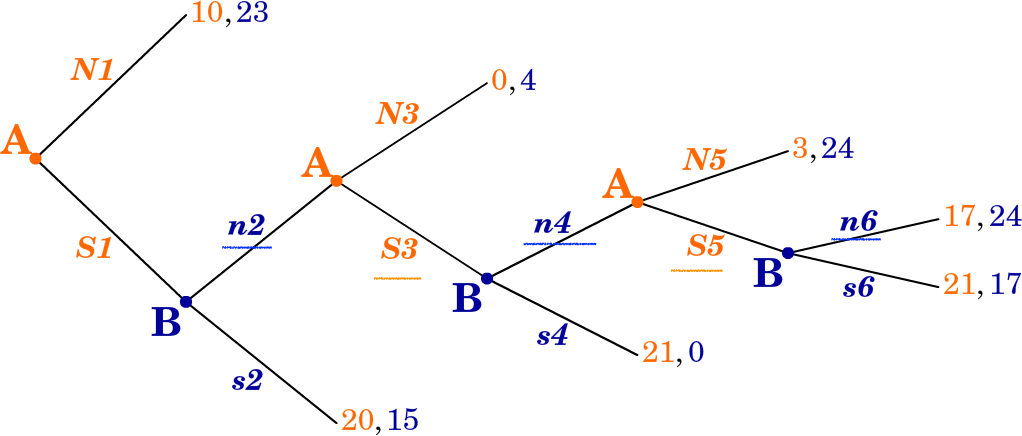 10, 23
N1
A
S1
B
n2
s2
20, 15
A
N3
0, 4
S3
B
n4
s4
21, 0
A
N5
3, 24
S5
B
n6
17, 24
s6
21, 17